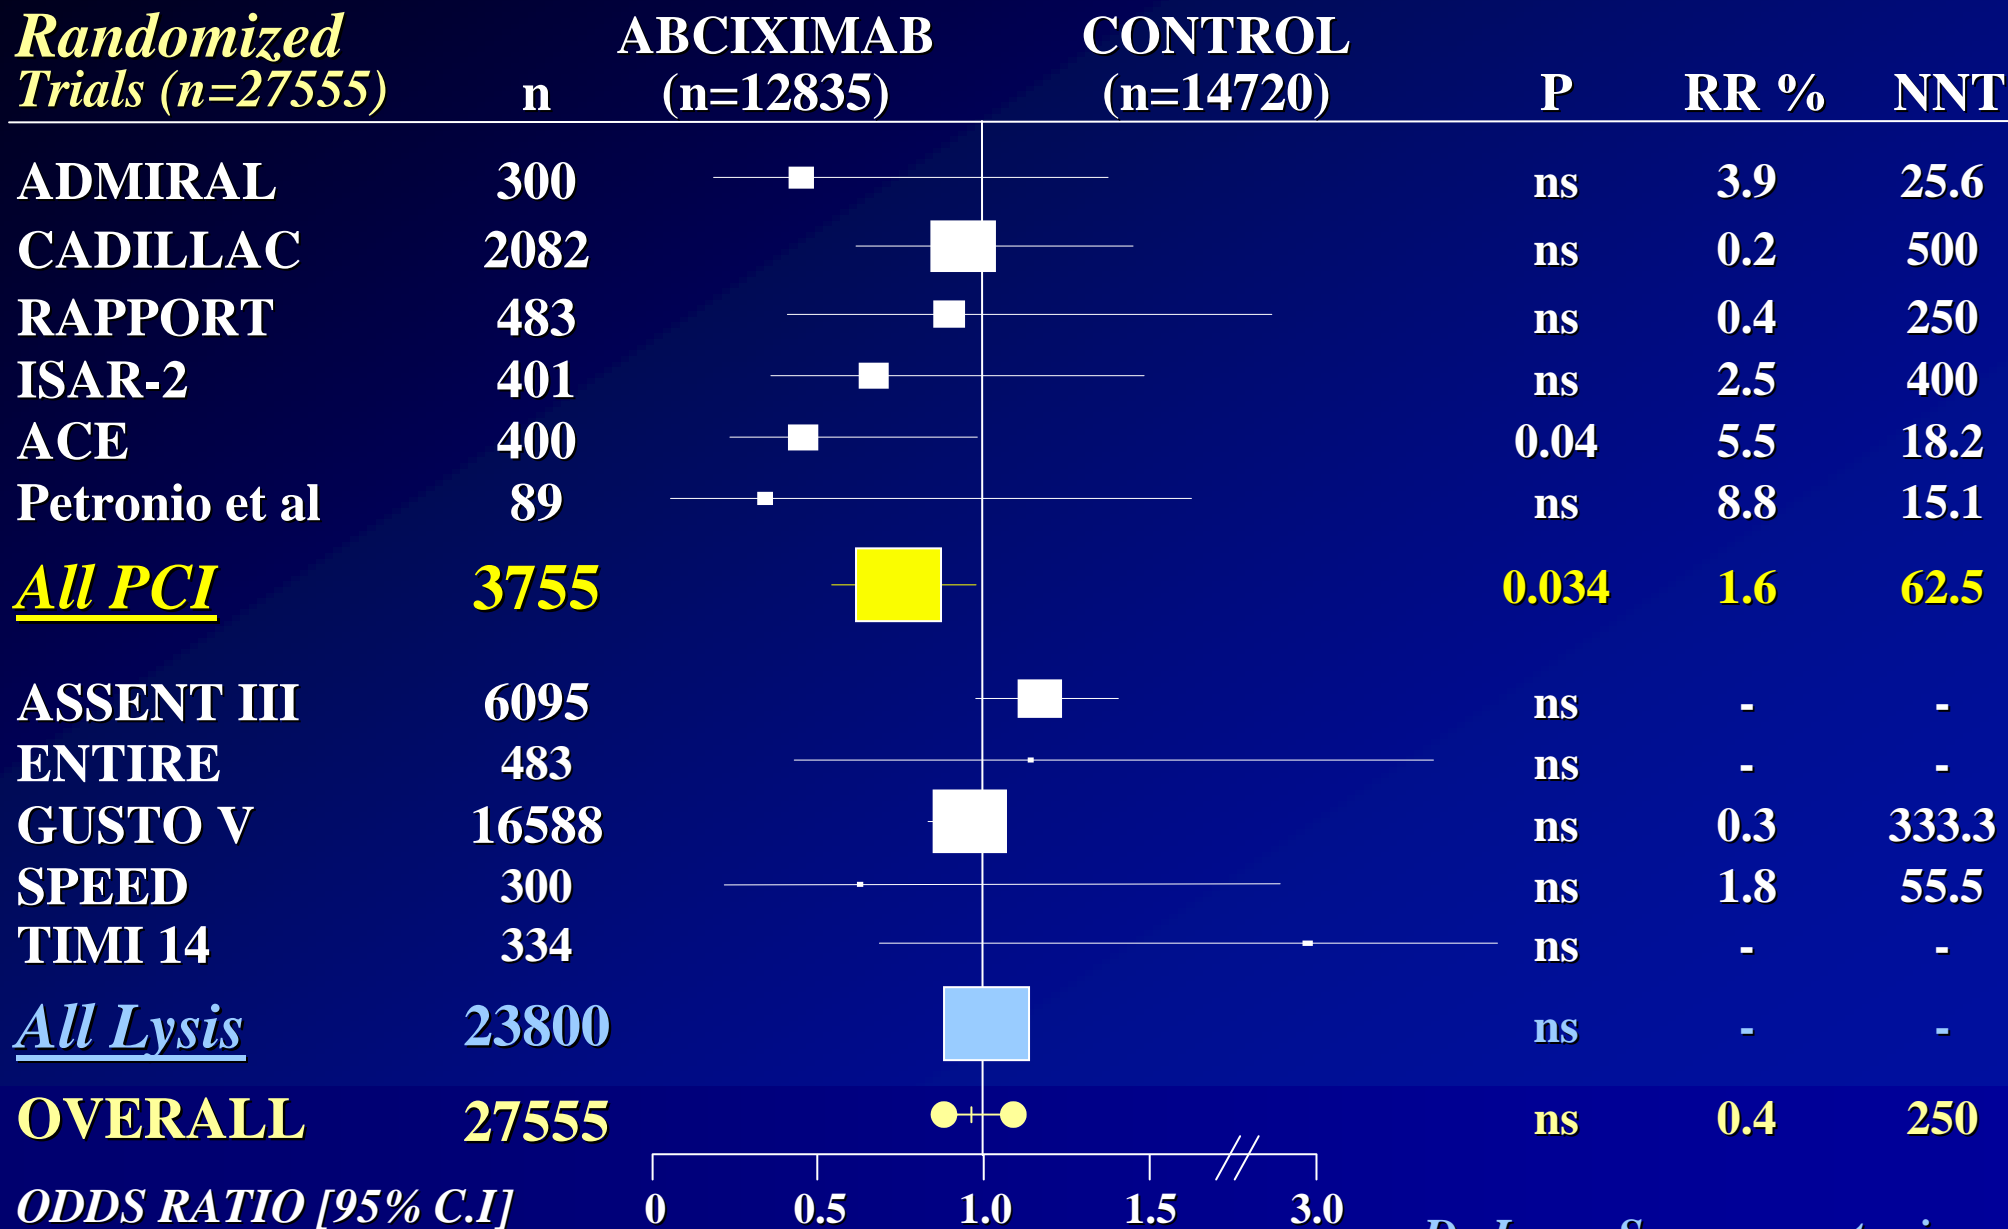 Randomized ABCIXIMAB CONTROL
Trials (n=27555) n (n=12835) (n=14720) P RR % NNT
ADMIRAL 300 ns 3.9 25.6
CADILLAC 2082 ns 0.2 500
RAPPORT 483 ns 0.4 250
ISAR-2 401 ns 2.5 400
ACE 400 0.04 5.5 18.2
Petronio et al 89 ns 8.8 15.1
All PCI 3755 0.034 1.6 62.5
ASSENT III 6095 ns - -
ENTIRE 483 ns - -
GUSTO V 16588 ns 0.3 333.3
SPEED 300 ns 1.8 55.5
TIMI 14 334 ns - -
All Lysis 23800 ns - -
OVERALL 27555 ns 0.4 250
ODDS RATIO [95% C.I] 0 0.5 1.0 1.5 3.0